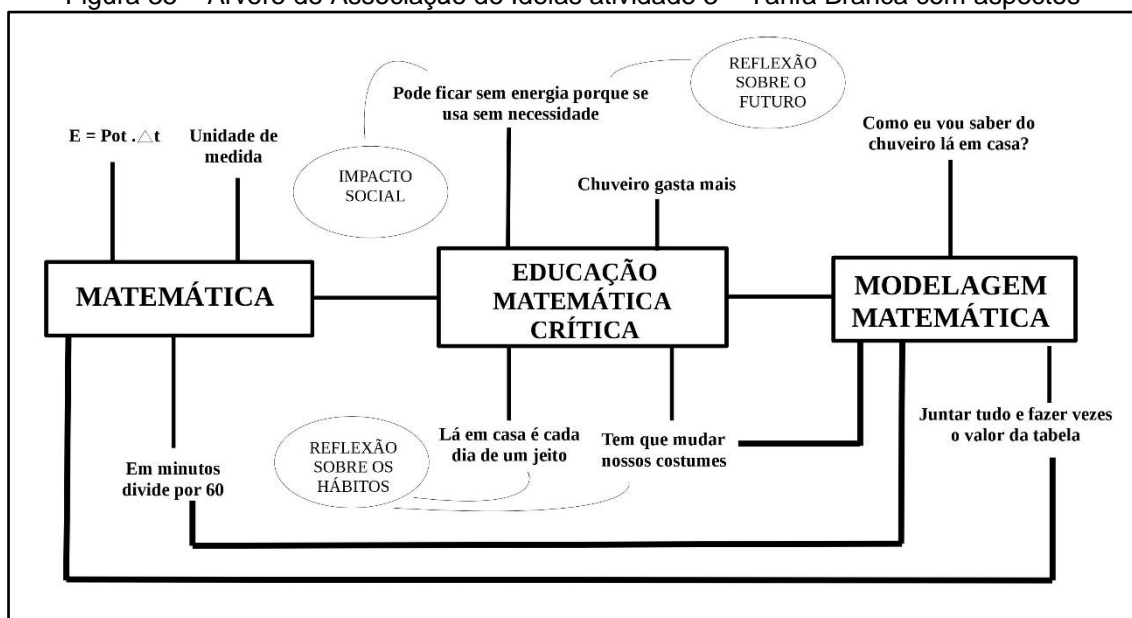 Figura 38 – Árvore de Associação de Ideias atividade 3 – Tarifa Branca com aspectos
REFLEXÃO
SOBRE O
FUTURO
Pode ficar sem energia porque se
usa sem necessidade
E = Pot .△t
Unidade de
medida
Como eu vou saber do
chuveiro lá em casa?
IMPACTO
SOCIAL
Chuveiro gasta mais
MATEMÁTICA
EDUCAÇÃO
MATEMÁTICA
CRÍTICA
MODELAGEM
MATEMÁTICA
Em minutos
divide por 60
REFLEXÃO
SOBRE OS
HÁBITOS
Lá em casa é cada
dia de um jeito
Tem que mudar
nossos costumes
Juntar tudo e fazer vezes
o valor da tabela